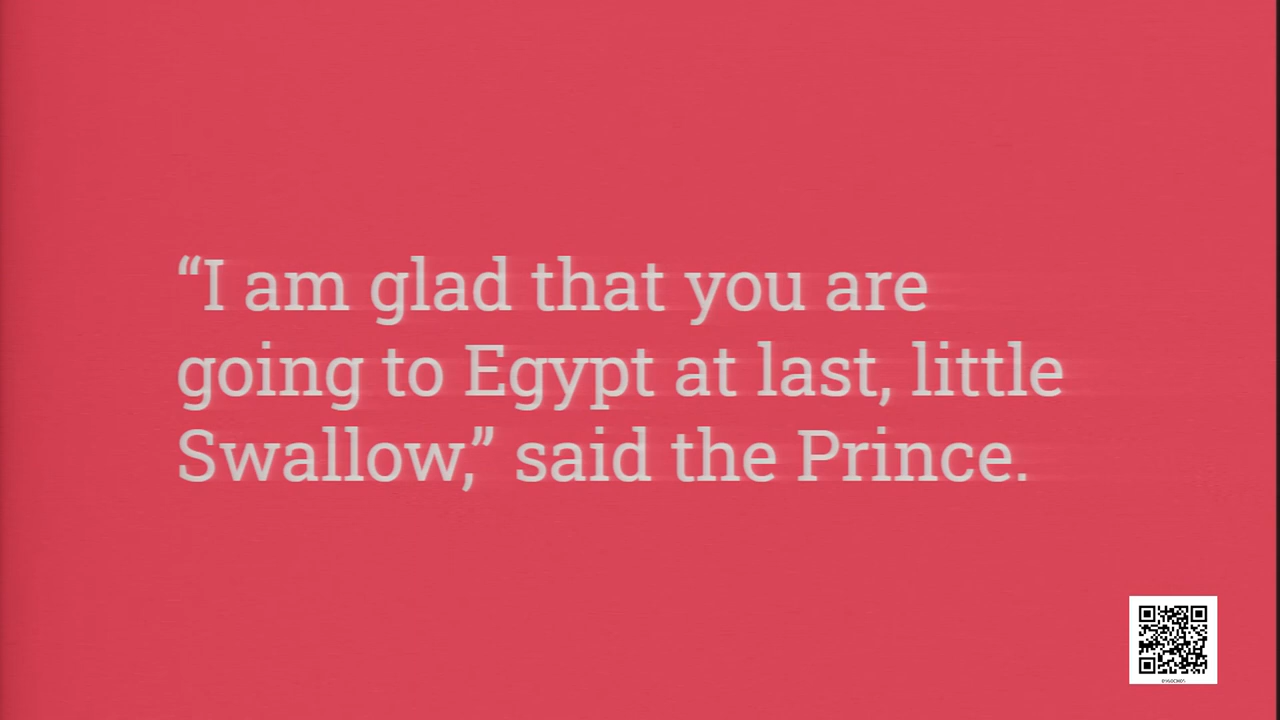 “I am glad that you are
going to Egypt at last, little
Swallow,” said the Prince.